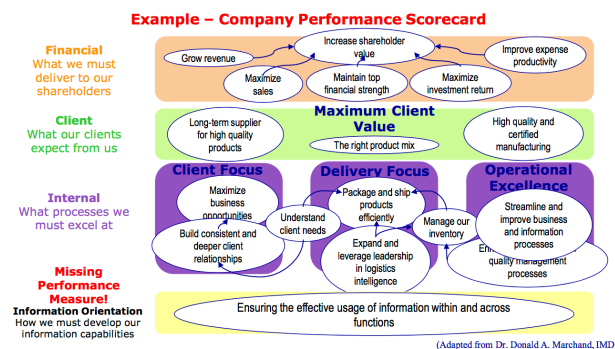 Example – Company Performance Scorecard
Financial
What we must
deliver to our
shareholders
Increase shareholder
value
Grow revenue
Improve expense
productivity
Maximize
sales
Maintain top
financial strength
Maximize
investment return
Client
What our clients
expect from us
Long-term supplier
for high quality
products
Maximum Client
Value
The right product mix
High quality and
certified
manufacturing
Internal
What processes we
must excel at
Client Focus
Maximize
business
opportunities
Build consistent and
deeper client
relationships
Understand
client needs
Delivery Focus
Package and ship
products
efficiently
Expand and
leverage leadership
in logistics
intelligence
Manage our
inventory
Operational
Excellence
Streamline and
improve business
and information
processes
quality management
processes
Missing
Performance
Measure!
Information Orientation
How we must develop our
information capabilities
Ensuring the effective usage of information within and across
functions
(Adapted from Dr. Donald A. Marchand, IMD